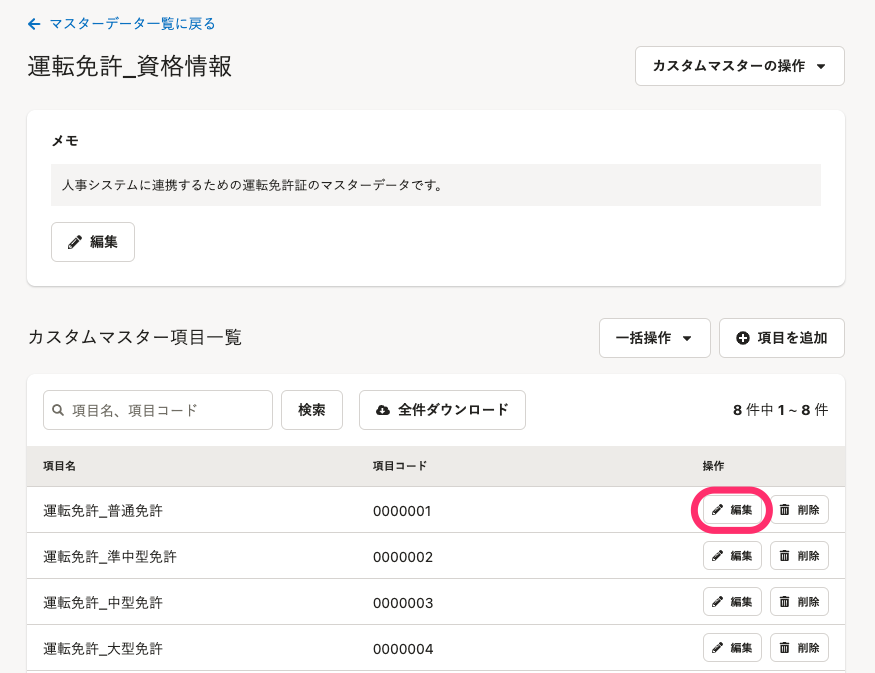 マスターデータ一覧に戻る
運転免許_資格情報
カスタムマスターの操作
メモ
人事システムに連携するための運転免許証のマスターデータです。
編集
カスタムマスター項目一覧
一括操作
項目を追加
項目名、項目コード
検索
全件ダウンロード
8 件中 1 ~ 8 件
項目名 項目コード 操作
運転免許_普通免許 0000001 編集 削除
運転免許_準中型免許 0000002 編集 削除
運転免許_中型免許 0000003 編集 削除
運転免許_大型免許 0000004 編集 削除